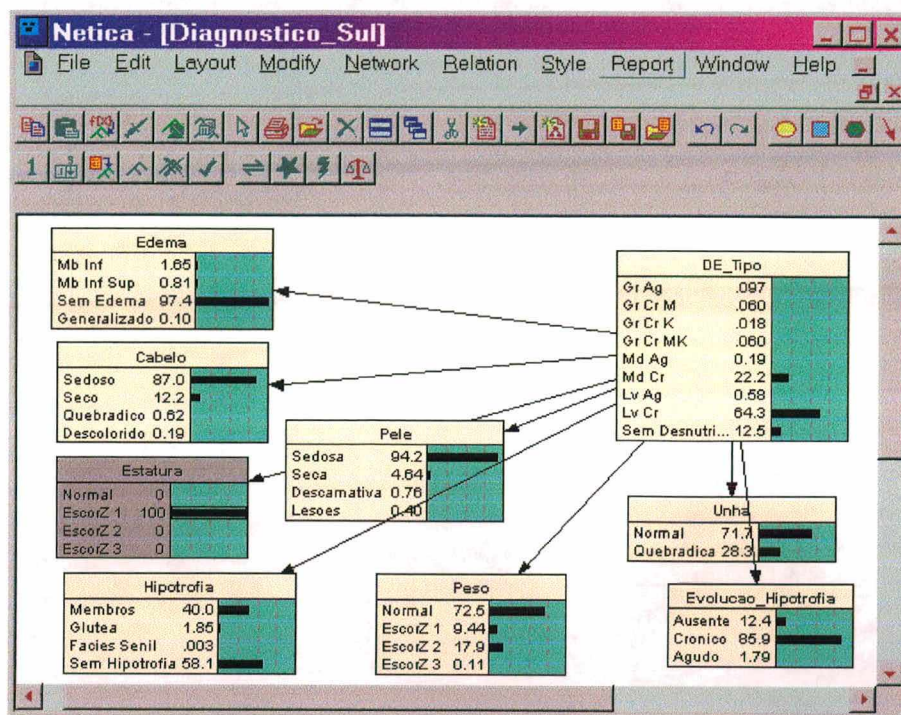 Netica - [Diagnostico_Sul]
File Edit Layout Modify Network Relation Style Report Window Help
1
Edema
Mb Inf 1.65
Mb Inf Sup 0.81
Sem Edema 97.4
Generalizado 0.10
Cabelo
Sedoso 87.0
Seco 12.2
Quebradico 0.62
Descolorido 0.19
Estatura
Normal 0
EscorZ 1 100
EscorZ 2 0
EscorZ 3 0
Pele
Sedosa 94.2
Seca 4.64
Descamativa 0.76
Lesoes 0.40
DE_Tipo
Gr Ag .097
Gr Cr M .060
Gr Cr K .018
Gr Cr MK .060
Md Ag 0.19
Md Cr 22.2
Lv Ag 0.58
Lv Cr 64.3
Sem Desnutri... 12.5
Unha
Normal 71.7
Quebradica 28.3
Hipotrofia
Membros 40.0
Glutea 1.85
Facies Senil .003
Sem Hipotrofia 58.1
Peso
Normal 72.5
EscorZ 1 9.44
EscorZ 2 17.9
EscorZ 3 0.11
Evolucao_Hipotrofia
Ausente 12.4
Cronico 85.9
Agudo 1.79